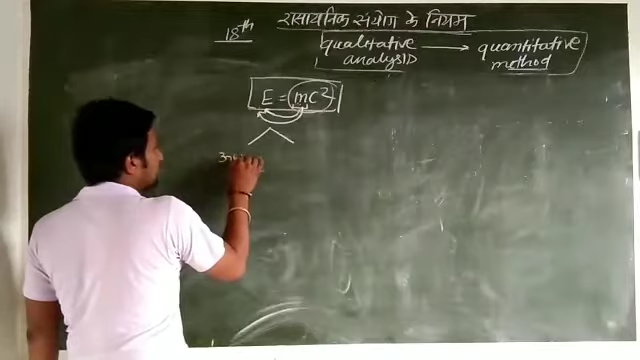 रासायनिक संयोग के नियम
18th
qualitative → quantitative
analysis method
E = mc²